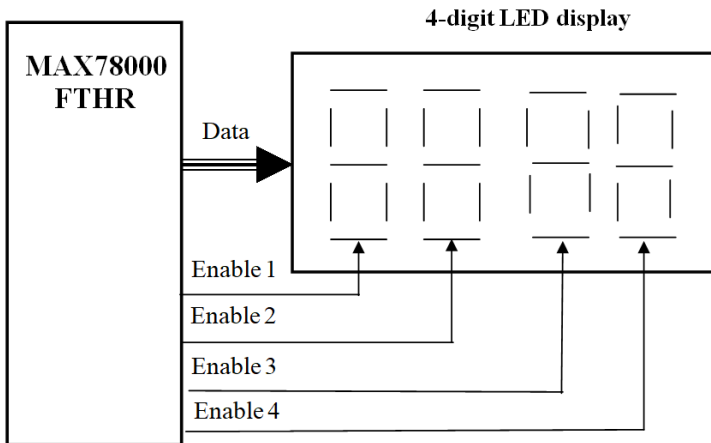 4-digit LED display
MAX78000
FTHR
Data
Enable 1
Enable 2
Enable 3
Enable 4